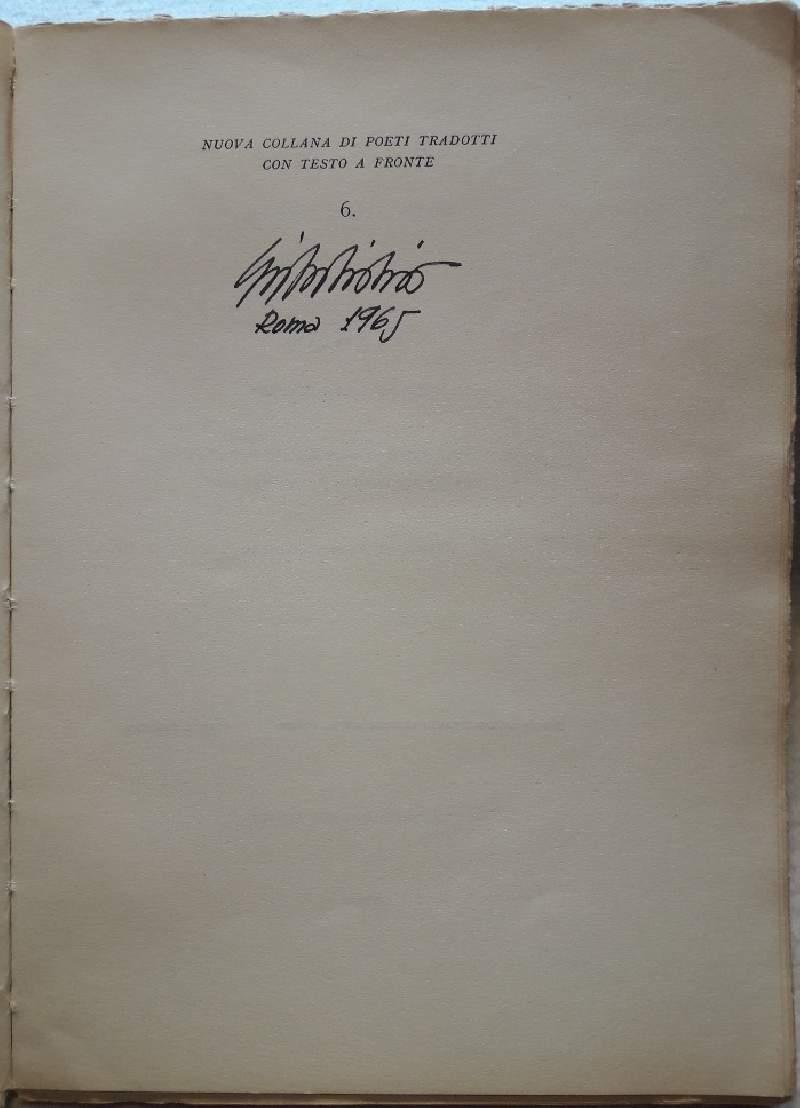 NUOVA COLLANA DI POETI TRADOTTI
CON TESTO A FRONTE
6.
Roma 1965